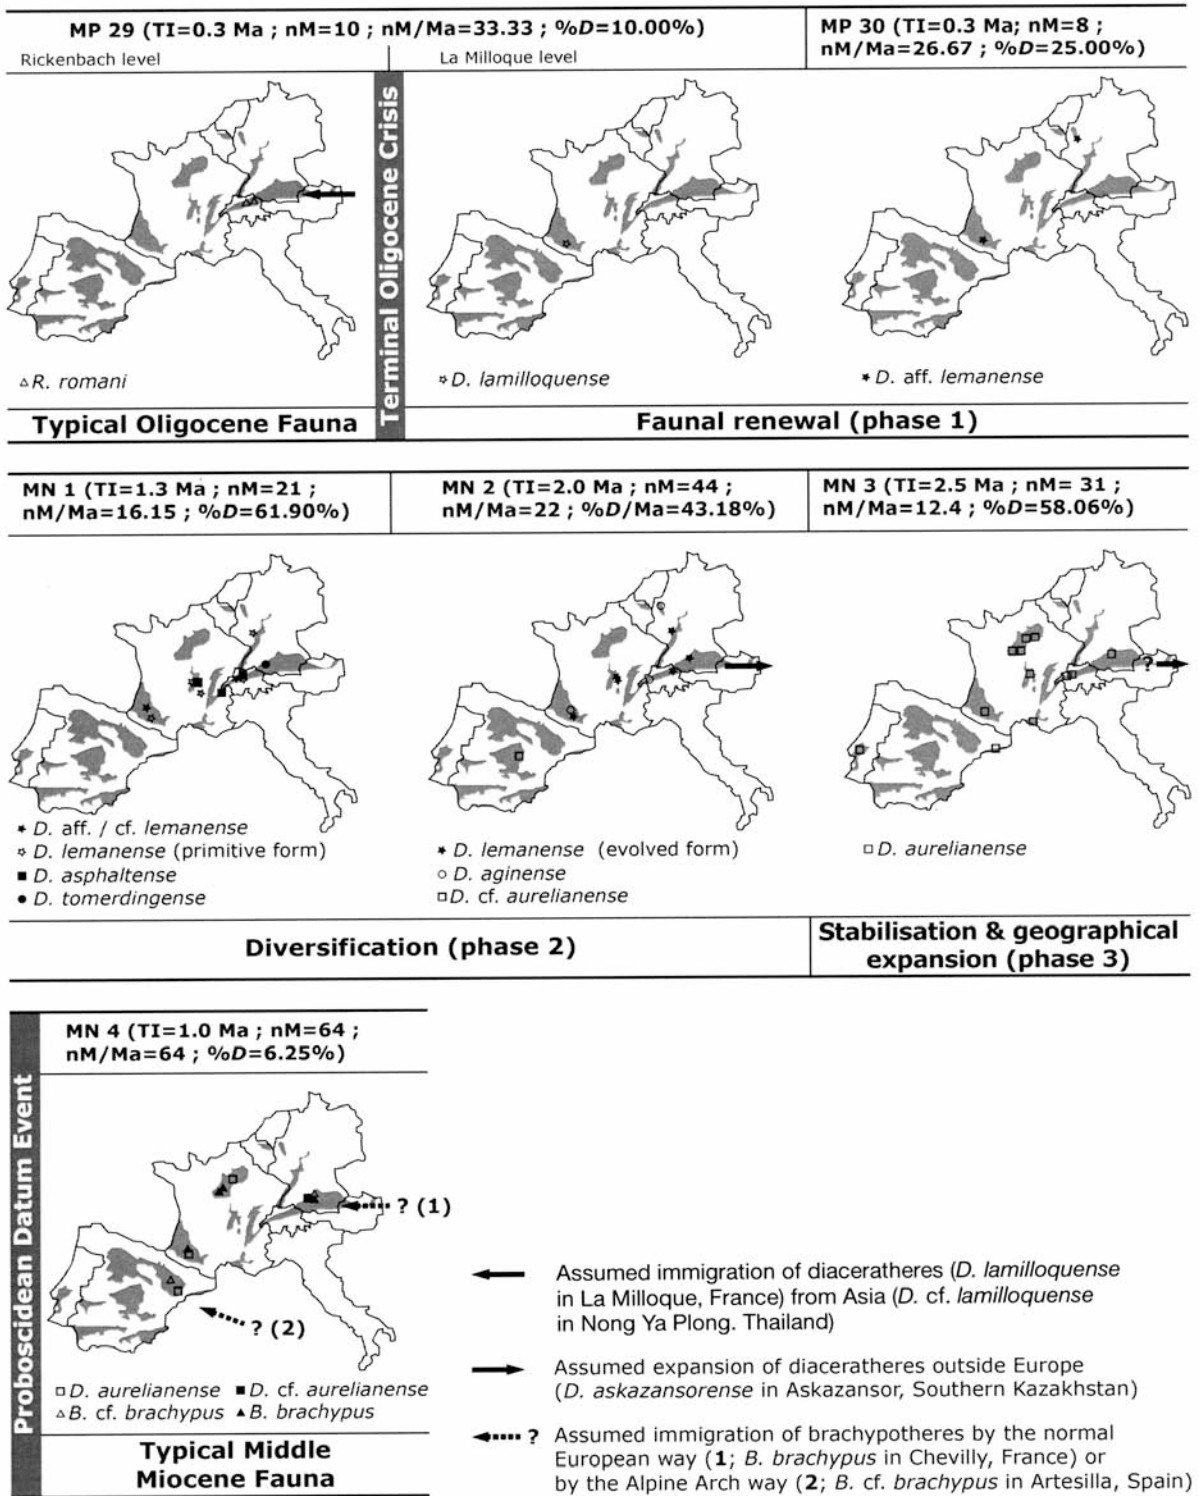 MP 29 (TI=0.3 Ma ; nM=10 ; nM/Ma=33.33 ; %D=10.00%)
Rickenbach level
La Milloque level
MP 30 (TI=0.3 Ma; nM=8 ;
nM/Ma=26.67 ; %D=25.00%)
Terminal Oligocene Crisis
R. romani
D. lamilloquense
D. aff. lemanense
Typical Oligocene Fauna
Faunal renewal (phase 1)
MN 1 (TI=1.3 Ma ; nM=21 ;
nM/Ma=16.15 ; %D=61.90%)
MN 2 (TI=2.0 Ma ; nM=44 ;
nM/Ma=22 ; %D/Ma=43.18%)
MN 3 (TI=2.5 Ma ; nM= 31 ;
nM/Ma=12.4 ; %D=58.06%)
?
D. aff. / cf. lemanense
D. lemanense (primitive form)
D. asphaltense
D. tomerdingense
D. lemanense (evolved form)
D. aginense
D. cf. aurelianense
D. aurelianense
Diversification (phase 2)
Stabilisation & geographical
expansion (phase 3)
Proboscidean Datum Event
MN 4 (TI=1.0 Ma ; nM=64 ;
nM/Ma=64 ; %D=6.25%)
? (1)
? (2)
D. aurelianense D. cf. aurelianense
B. cf. brachypus B. brachypus
Typical Middle
Miocene Fauna
Assumed immigration of diaceratheres (D. lamilloquense
in La Milloque, France) from Asia (D. cf. lamilloquense
in Nong Ya Plong. Thailand)
Assumed expansion of diaceratheres outside Europe
(D. askazansorense in Askazansor, Southern Kazakhstan)
? Assumed immigration of brachypotheres by the normal
European way (1; B. brachypus in Chevilly, France) or
by the Alpine Arch way (2; B. cf. brachypus in Artesilla, Spain)